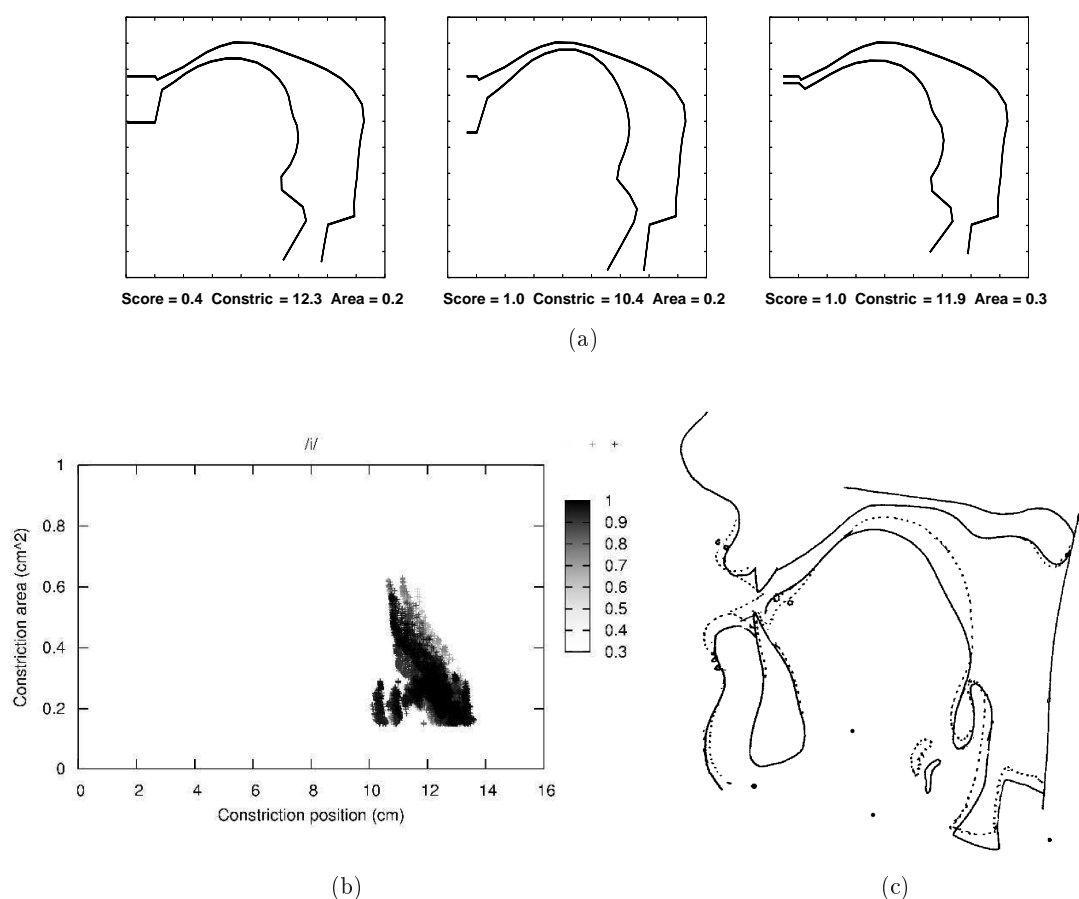 Score = 0.4 Constric = 12.3 Area = 0.2
Score = 1.0 Constric = 10.4 Area = 0.2
Score = 1.0 Constric = 11.9 Area = 0.3
(a)
/i/
1
0.8
0.6
0.4
0.2
0
Constriction area (cm^2)
0 2 4 6 8 10 12 14 16
Constriction position (cm)
1
0.9
0.8
0.7
0.6
0.5
0.4
0.3
(b)
(c)